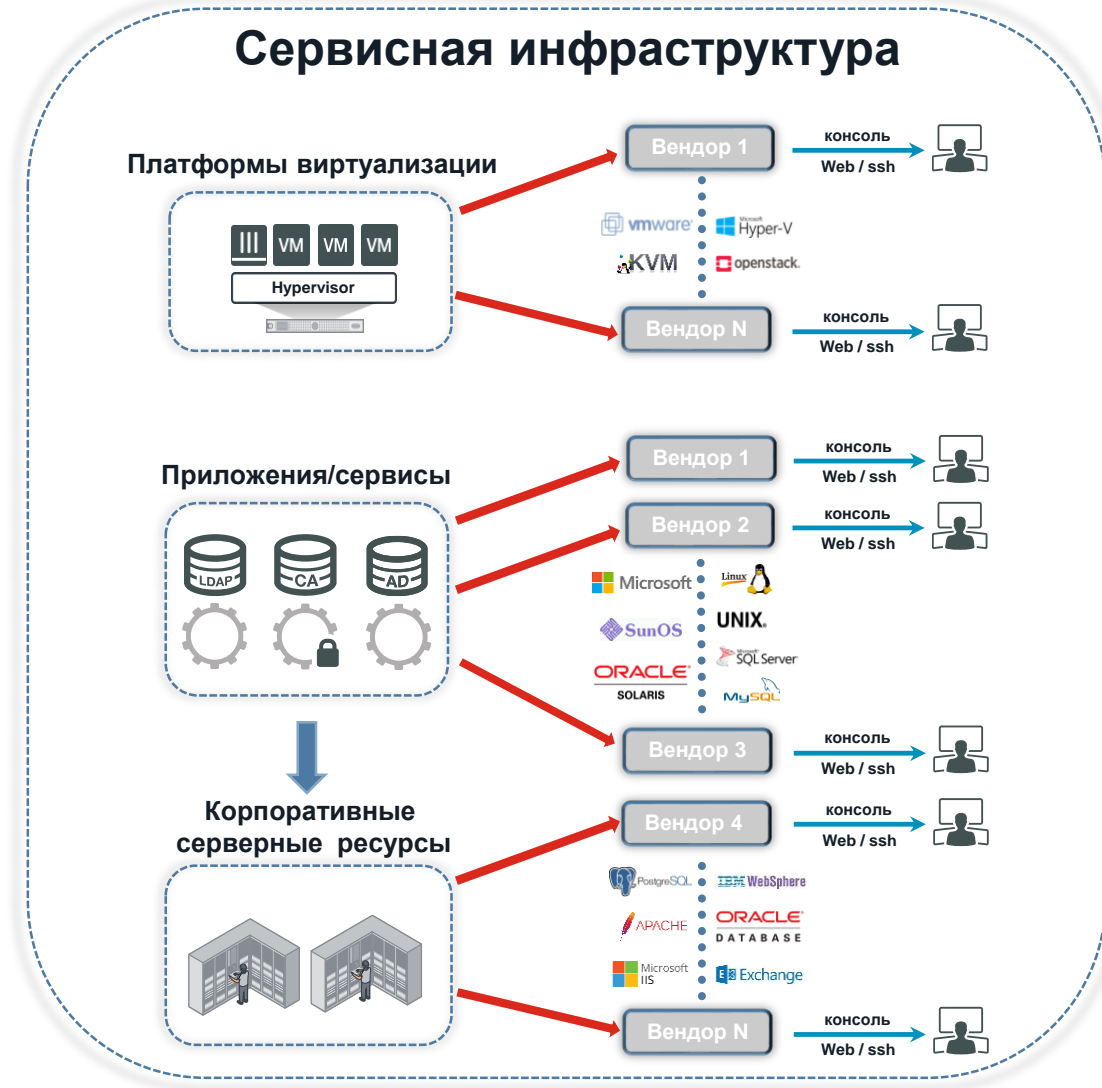 Сервисная инфраструктура
Платформы виртуализации
VM VM VM
Hypervisor
Вендор 1
консоль
Web / ssh
vmware
Microsoft
Hyper-V
KVM
openstack.
Вендор N
консоль
Web / ssh
Приложения/сервисы
LDAP
CA
AD
Вендор 1
консоль
Web / ssh
Вендор 2
консоль
Web / ssh
Microsoft
Linux
SunOS
UNIX.
ORACLE
SOLARIS
Microsoft
SQL Server
MySQL
Вендор 3
консоль
Web / ssh
Корпоративные
серверные ресурсы
Вендор 4
консоль
Web / ssh
PostgreSQL
IBM WebSphere
APACHE
ORACLE
DATABASE
Microsoft
IIS
E Exchange
Вендор N
консоль
Web / ssh